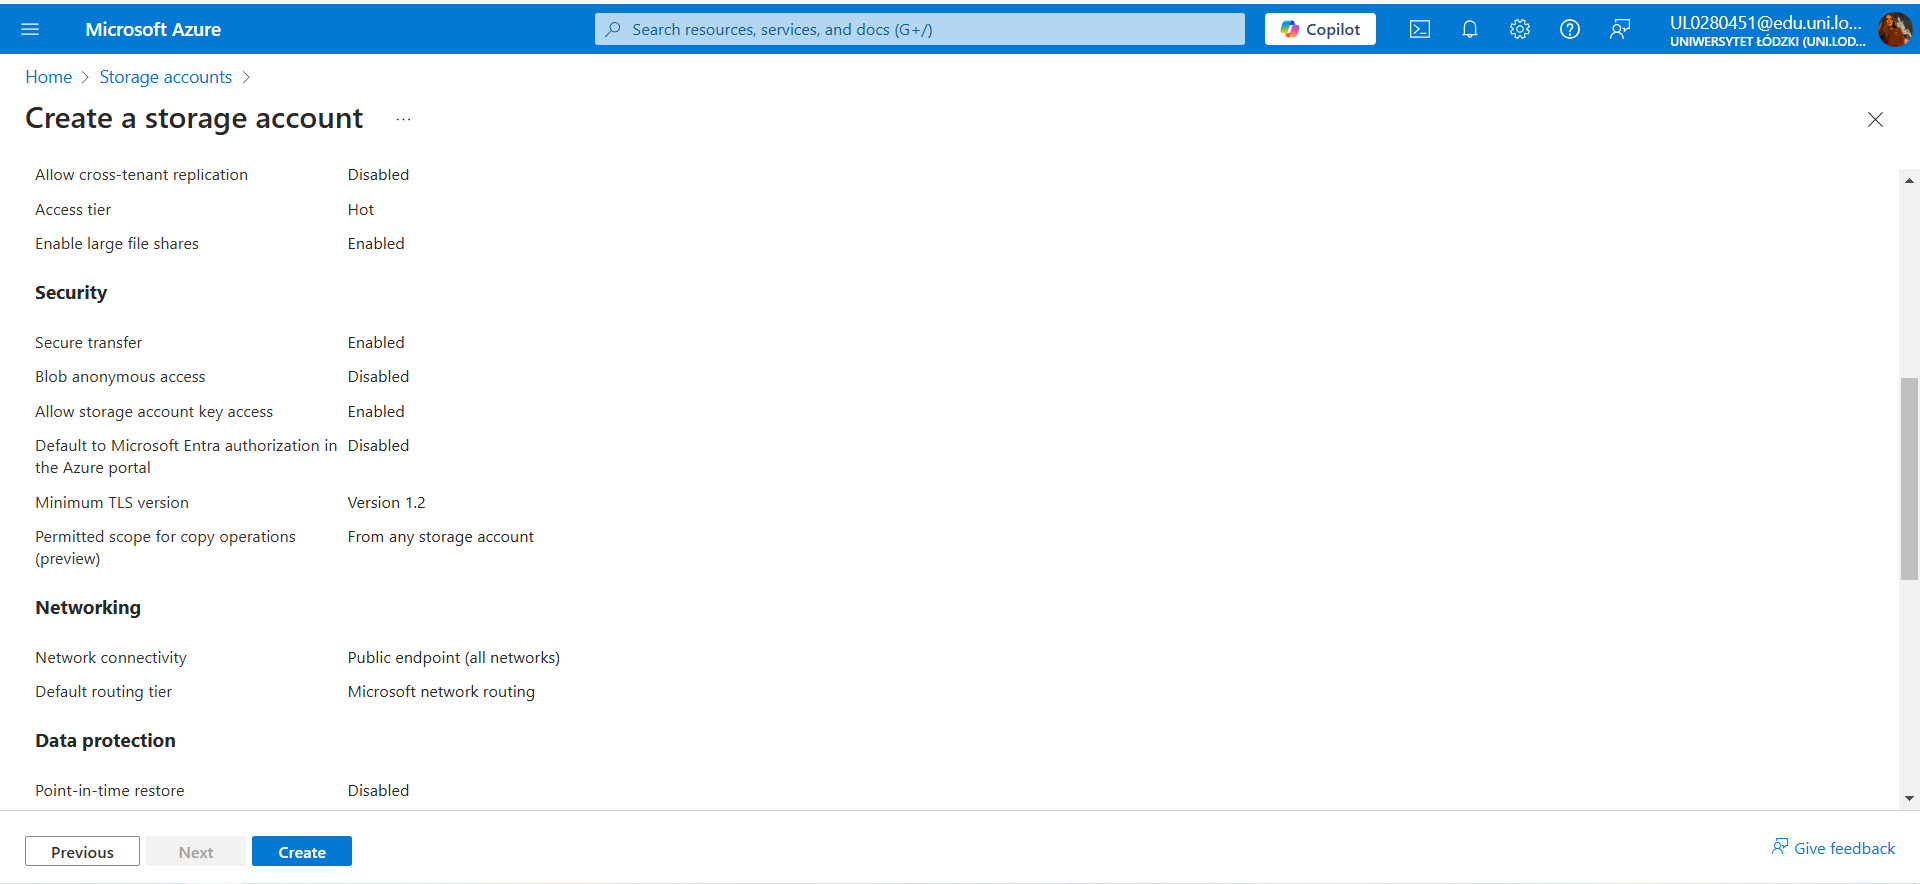 Microsoft Azure
Search resources, services, and docs (G+/)
Copilot
UL0280451@edu.uni.lo...
UNIWERSYTET ŁÓDZKI (UNI.LOD...
Home > Storage accounts >
Create a storage account ...
Allow cross-tenant replication Disabled
Access tier Hot
Enable large file shares Enabled
Security
Secure transfer Enabled
Blob anonymous access Disabled
Allow storage account key access Enabled
Default to Microsoft Entra authorization in Disabled
the Azure portal
Minimum TLS version Version 1.2
Permitted scope for copy operations From any storage account
(preview)
Networking
Network connectivity Public endpoint (all networks)
Default routing tier Microsoft network routing
Data protection
Point-in-time restore Disabled
Previous Next Create
Give feedback